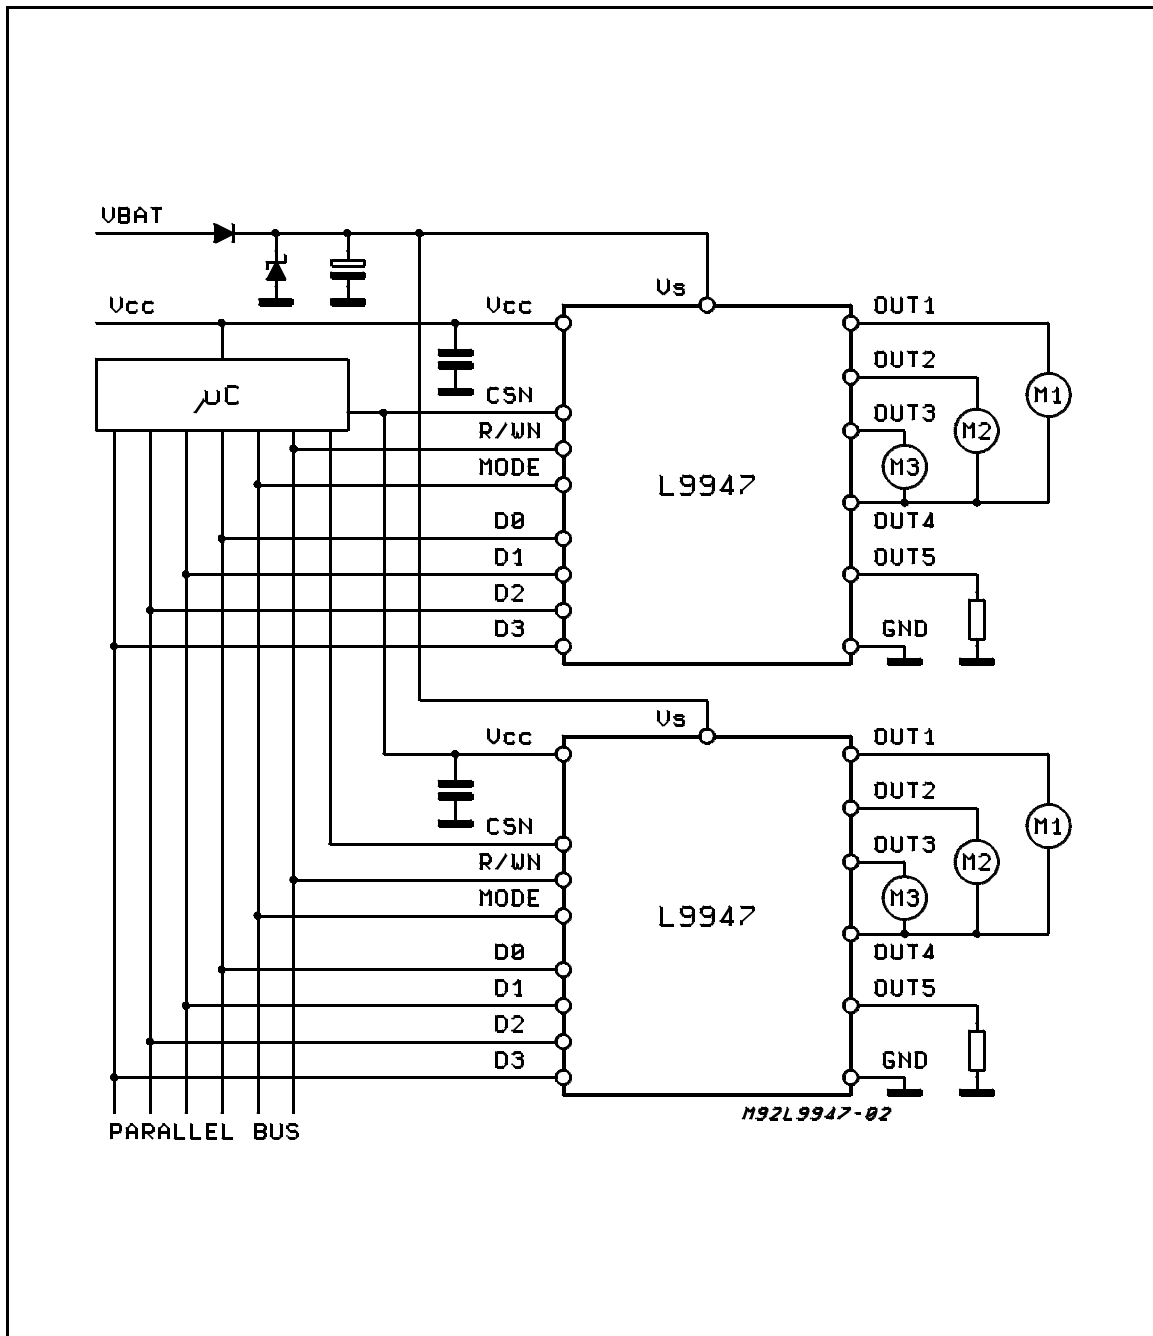 VBAT
Vs
Vcc
Vcc
OUT1
OUT2
M1
µC
CSN
OUT3
M2
R/WN
M3
MODE
L9947
D0
OUT4
D1
OUT5
D2
D3
GND
Vs
Vcc
OUT1
OUT2
M1
CSN
OUT3
M2
R/WN
M3
MODE
L9947
D0
OUT4
D1
OUT5
D2
D3
GND
M92L9947-02
PARALLEL BUS